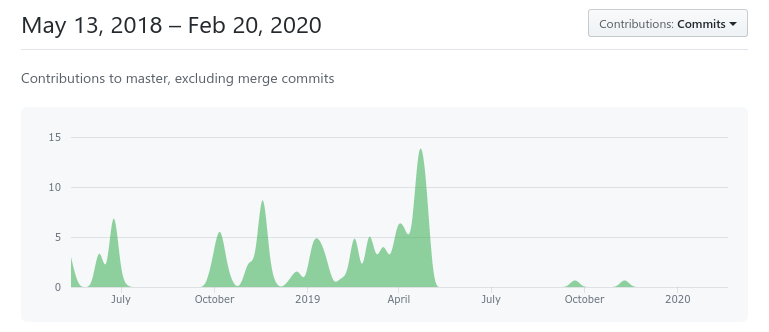 May 13, 2018 – Feb 20, 2020
Contributions: Commits
Contributions to master, excluding merge commits
15
10
5
0
July October 2019 April July October 2020